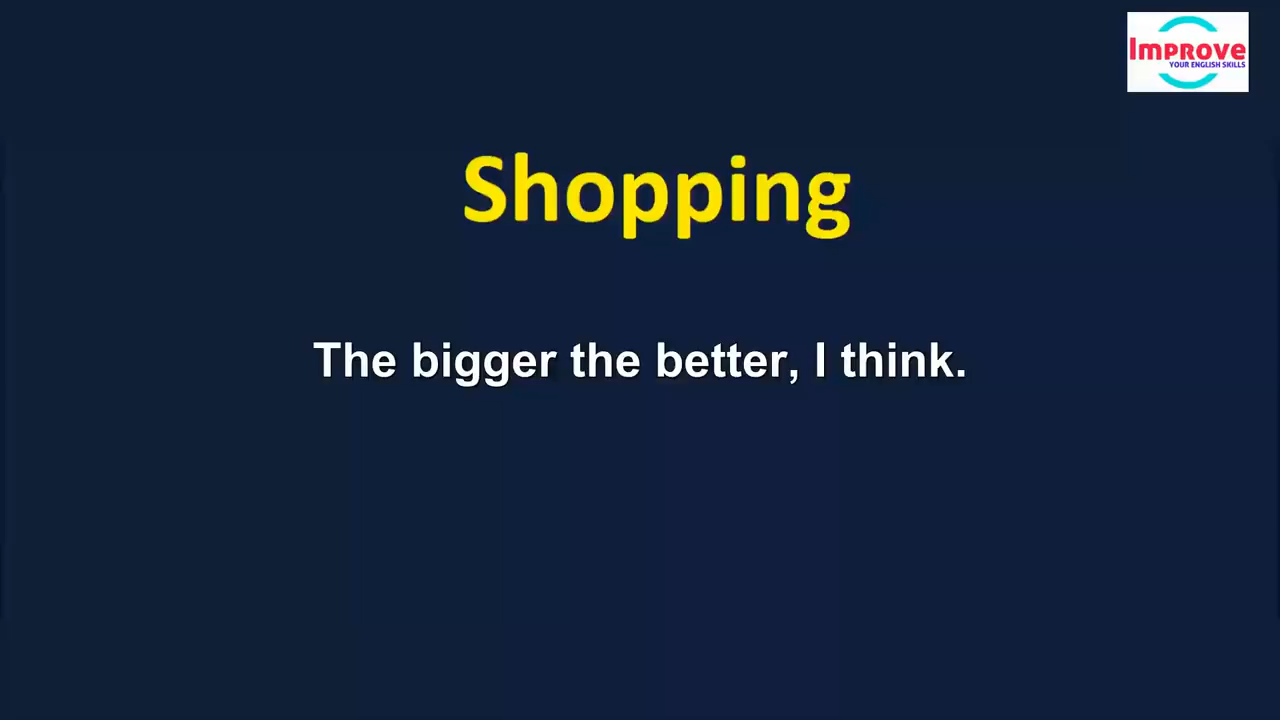 Improve
YOUR ENGLISH SKILLS
Shopping
The bigger the better, I think.